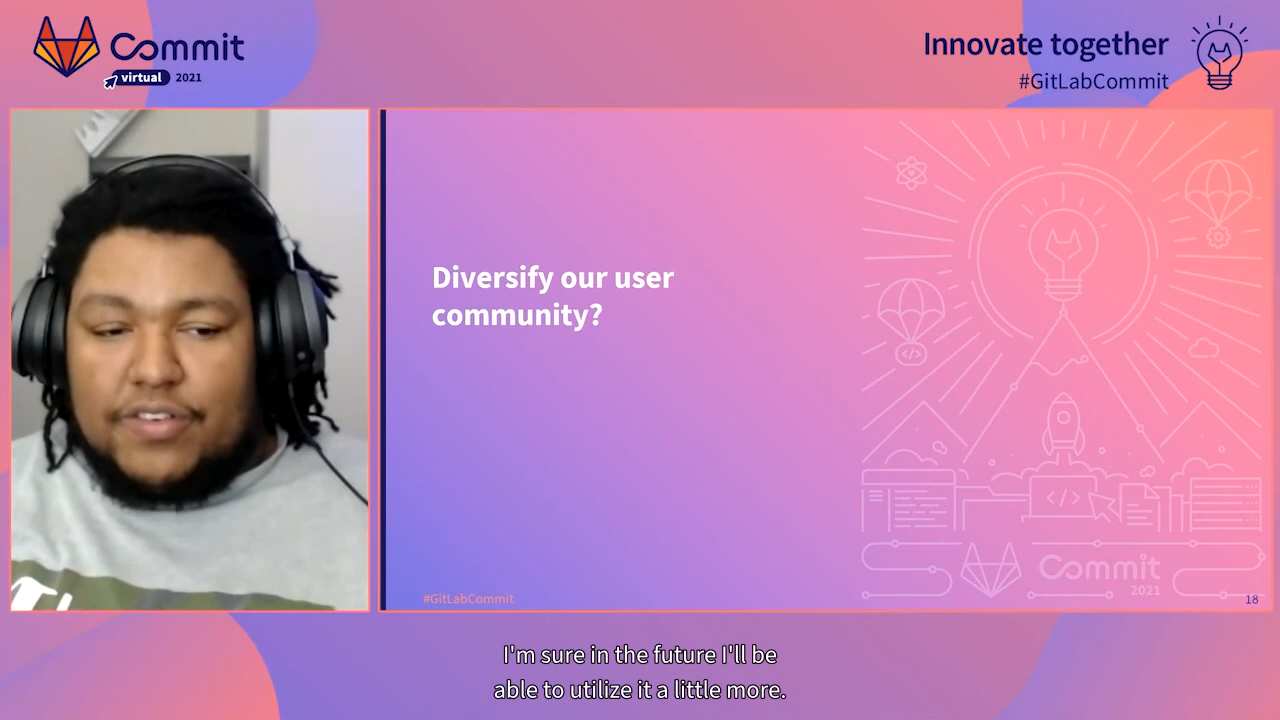 Commit
virtual 2021
Innovate together
#GitLabCommit
Diversify our user
community?
</>
</>
Commit
2021
#GitLabCommit
18
I'm sure in the future I'll be
able to utilize it a little more.